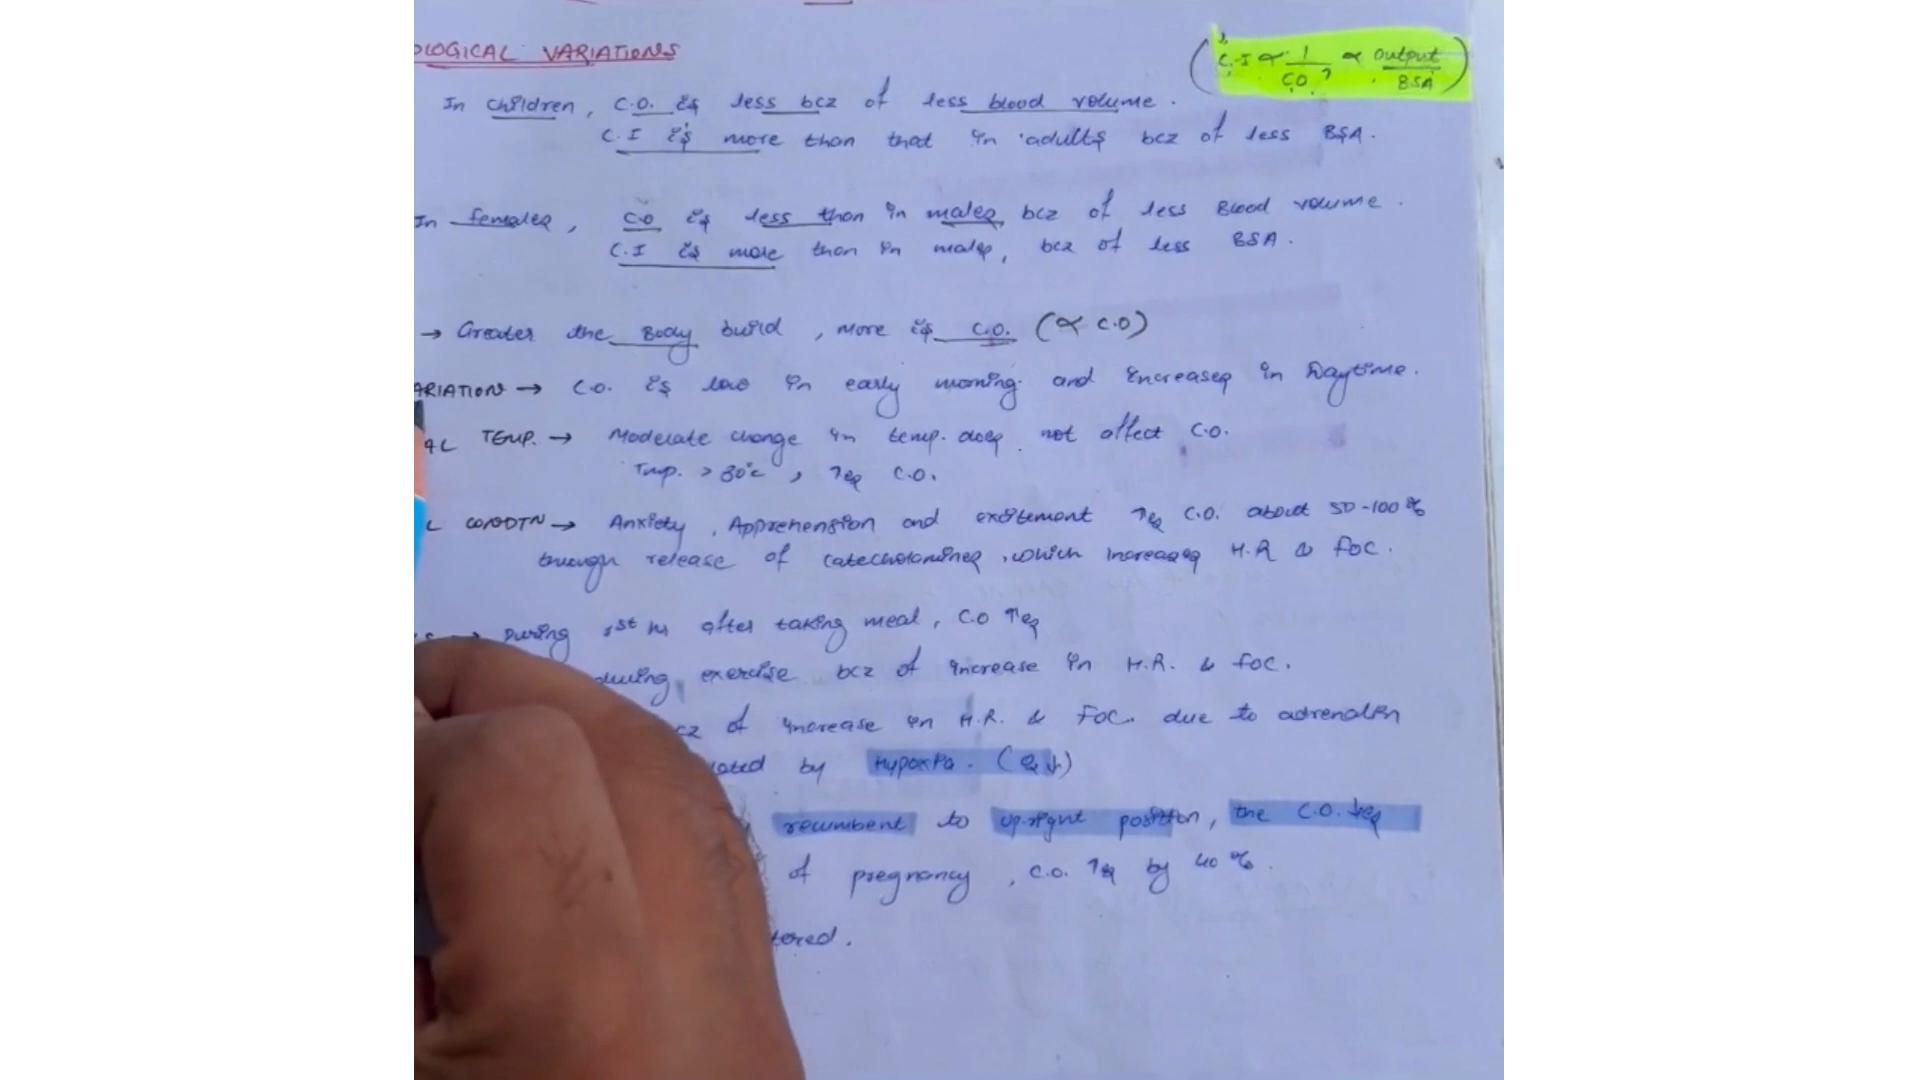 OLOGICAL VARIATIONS
(C.I ∝ 1/CO? ∝ output/BSA)
In children, C.O. is less bcz of less blood volume.
C.I is more than that in adults bcz of less BSA.
In females, C.O is less than in males bcz of less Blood volume.
C.I is more than in males, bcz of less BSA.
→ Greater the Body build, more is C.O. (∝ C.O)
ARIATION → C.O. is low in early morning and increases in Daytime.
AL TEMP. → Moderate change in temp. does not affect C.O.
Tmp. > 30°c, ↑es C.O.
L CONDTN → Anxiety, Apprehension and excitement ↑es C.O. about 50-100%
through release of catecholamines, which increases H.R & FOC.
→ During 1st hr after taking meal, C.O ↑es
during exercise bcz of increase in H.R. & FOC.
cz of increase in H.R. & FOC. due to adrenalin
by Hypoxia. (O2↓)
recumbent to up-right position, the C.O. ↓es
of pregnancy, C.O. ↑es by 40%.
tered.